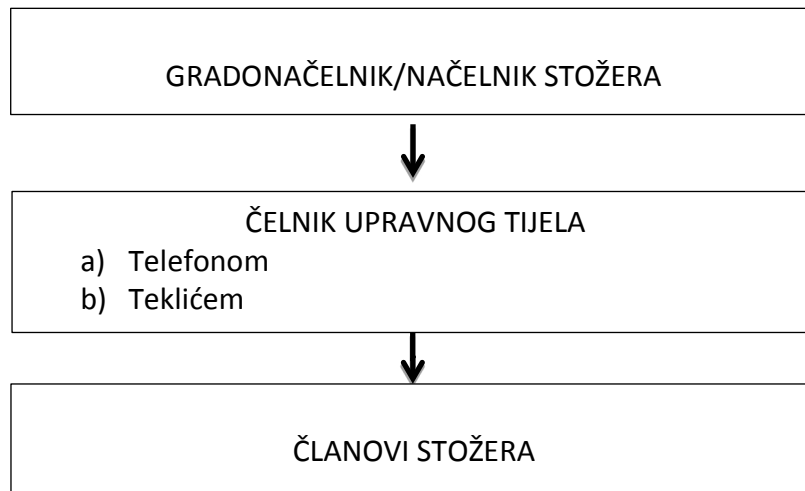 GRADONAČELNIK/NAČELNIK STOŽERA
ČELNIK UPRAVNOG TIJELA
a) Telefonom
b) Teklićem
ČLANOVI STOŽERA